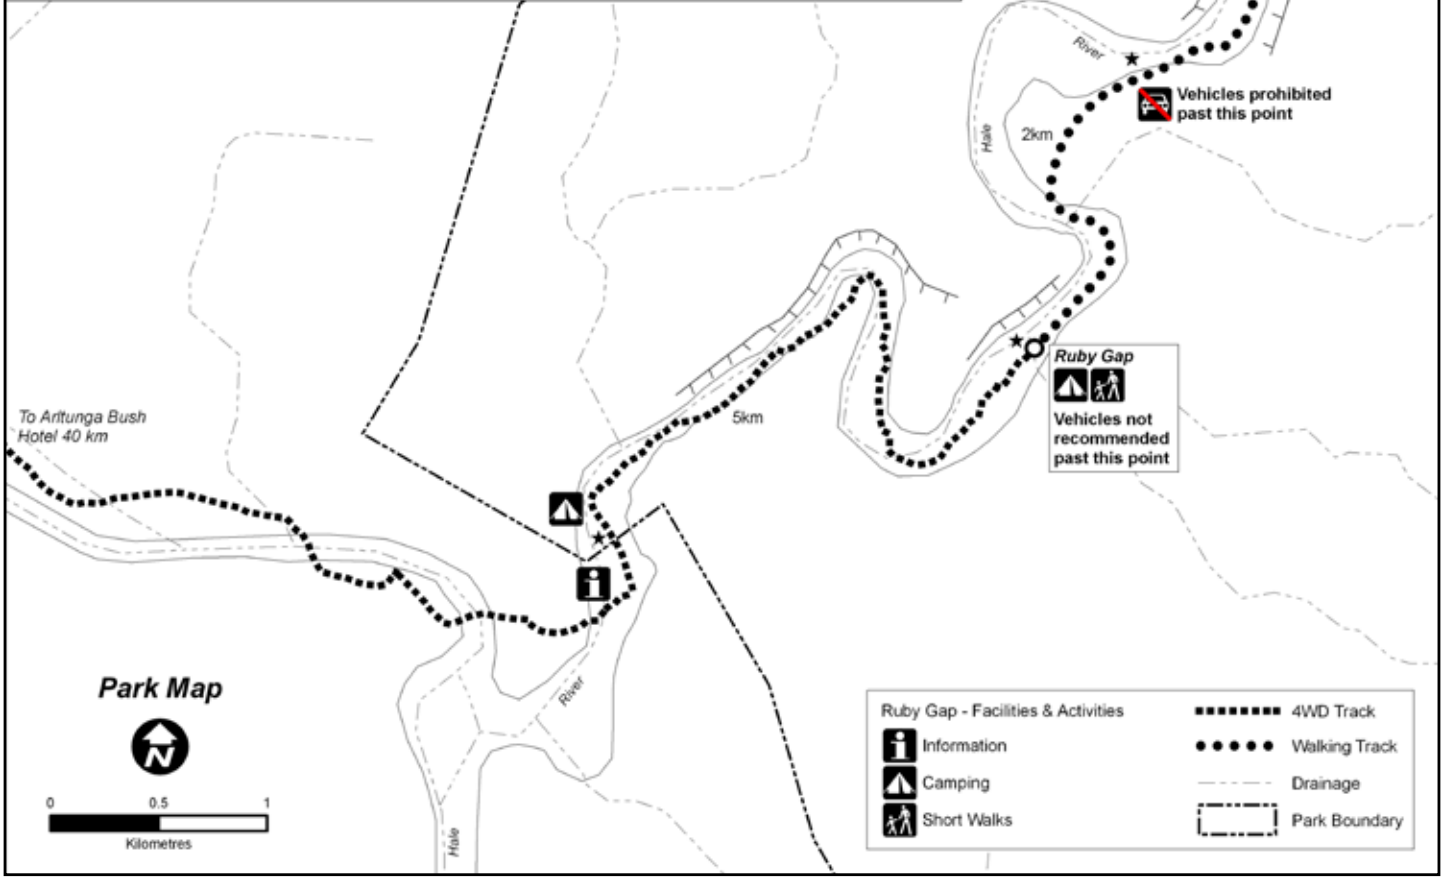 River
Vehicles prohibited
past this point
2km
Hale
Ruby Gap
Vehicles not
recommended
past this point
5km
To Arltunga Bush
Hotel 40 km
River
Hale
Park Map
N
0 0.5 1
Kilometres
Ruby Gap - Facilities & Activities
i Information
Camping
Short Walks
4WD Track
Walking Track
Drainage
Park Boundary
i